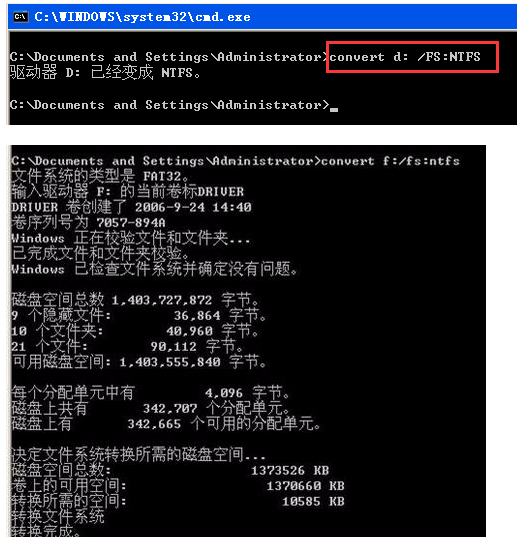 C:\WINDOWS\system32\cmd.exe
C:\Documents and Settings\Administrator>convert d: /FS:NTFS
驱动器 D: 已经变成 NTFS。
C:\Documents and Settings\Administrator>_
C:\Documents and Settings\Administrator>convert f:/fs:ntfs
文件系统的类型是 FAT32。
输入驱动器 F: 的当前卷标DRIVER
DRIVER 卷创建了 2006-9-24 14:40
卷序列号为 7057-894A
Windows 正在校验文件和文件夹...
已完成文件和文件夹校验。
Windows 已检查文件系统并确定没有问题。
磁盘空间总数 1,403,727,872 字节。
9 个隐藏文件: 36,864 字节。
10 个文件夹: 40,960 字节。
21 个文件: 90,112 字节。
可用磁盘空间: 1,403,555,840 字节。
每个分配单元中有 4,096 字节。
磁盘上共有 342,707 个分配单元。
磁盘上有 342,665 个可用的分配单元。
决定文件系统转换所需的磁盘空间...
磁盘空间总数: 1373526 KB
卷上的可用空间: 1370660 KB
转换所需的空间: 10585 KB
转换文件系统
转换完成。